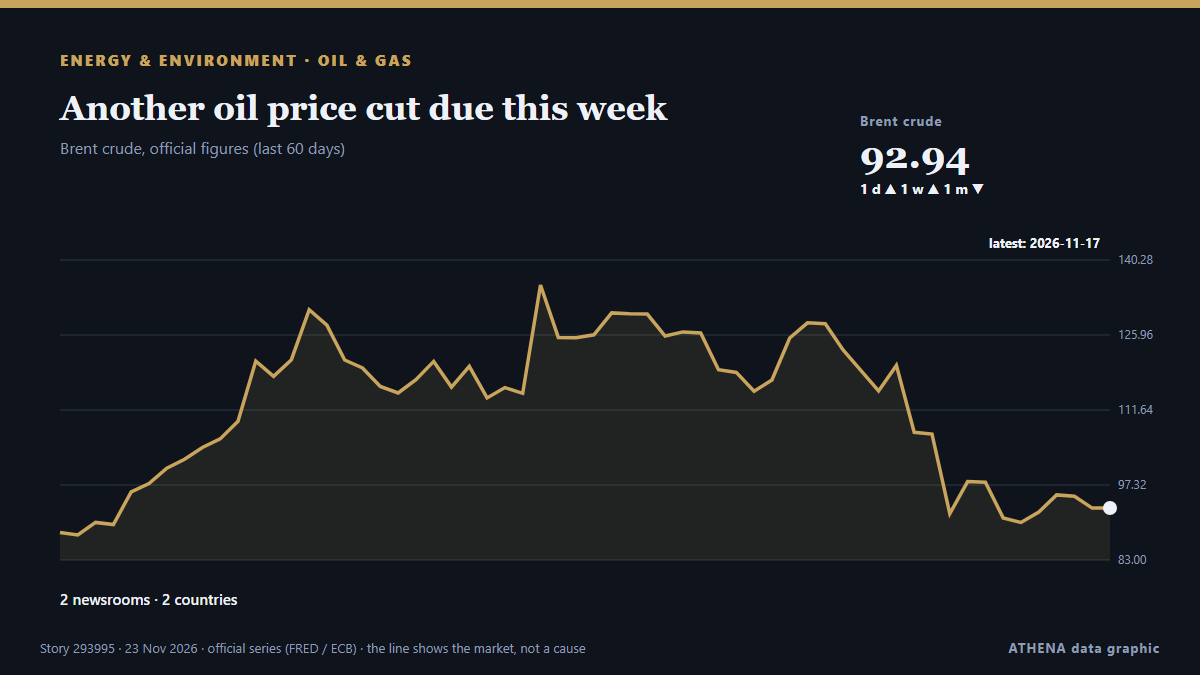 ENERGY & ENVIRONMENT · OIL & GAS
Another oil price cut due this week
Brent crude, official figures (last 60 days)
Brent crude
92.94
1 d ▲ 1 w ▲ 1 m ▼
latest: 2026-11-17
140.28
125.96
111.64
97.32
83.00
2 newsrooms · 2 countries
Story 293995 · 23 Nov 2026 · official series (FRED / ECB) · the line shows the market, not a cause
ATHENA data graphic